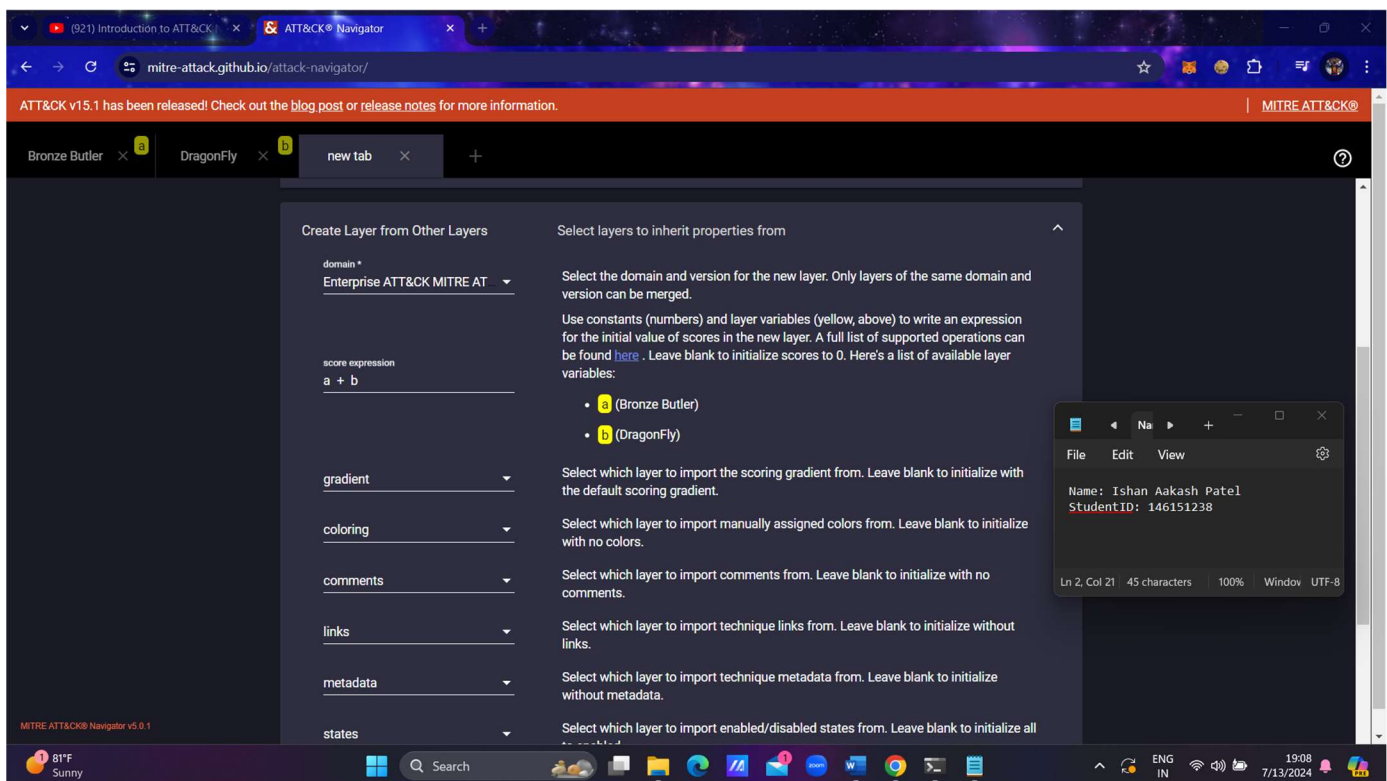 (921) Introduction to ATT&CK
ATT&CK® Navigator
mitre-attack.github.io/attack-navigator/
ATT&CK v15.1 has been released! Check out the blog post or release notes for more information.
MITRE ATT&CK®
Bronze Butler a
DragonFly b
new tab
Create Layer from Other Layers
Select layers to inherit properties from
domain *
Enterprise ATT&CK MITRE AT
Select the domain and version for the new layer. Only layers of the same domain and
version can be merged.
Use constants (numbers) and layer variables (yellow, above) to write an expression
for the initial value of scores in the new layer. A full list of supported operations can
be found here . Leave blank to initialize scores to 0. Here's a list of available layer
variables:
score expression
a + b
• a (Bronze Butler)
• b (DragonFly)
gradient
Select which layer to import the scoring gradient from. Leave blank to initialize with
the default scoring gradient.
coloring
Select which layer to import manually assigned colors from. Leave blank to initialize
with no colors.
comments
Select which layer to import comments from. Leave blank to initialize with no
comments.
links
Select which layer to import technique links from. Leave blank to initialize without
links.
metadata
Select which layer to import technique metadata from. Leave blank to initialize
without metadata.
states
Select which layer to import enabled/disabled states from. Leave blank to initialize all
Na
File Edit View
Name: Ishan Aakash Patel
StudentID: 146151238
Ln 2, Col 21 45 characters 100% Window UTF-8
MITRE ATT&CK® Navigator v5.0.1
1
81°F
Sunny
Search
1
zoom
ENG
IN
19:08
7/13/2024
PRE